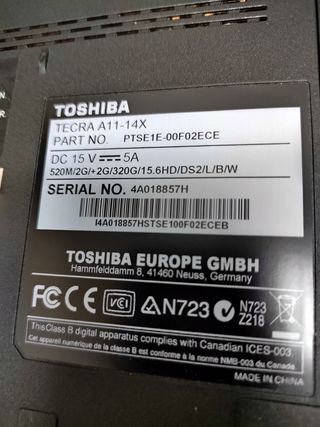 TOSHIBA
TECRA A11-14X
PART NO. PTSE1E-00F02ECE
DC 15 V 5A
520M/2G/+2G/320G/15.6HD/DS2/L/B/W
SERIAL NO. 4A018857H
I4A018857HSTSE100F02ECEB
TOSHIBA EUROPE GMBH
Hammfelddamm 8, 41460 Neuss, Germany
FC CE VCI N723 N723
Z218
This Class B digital apparatus complies with Canadian ICES-003
Cet appareil numérique de la classe B est conforme à la norme NMB-003 du Canada.
MADE IN CHINA